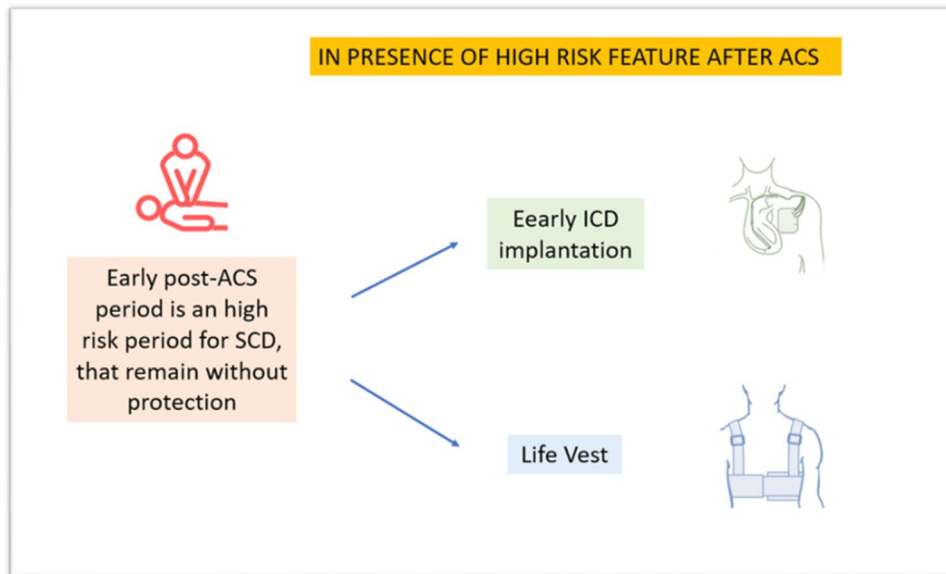 IN PRESENCE OF HIGH RISK FEATURE AFTER ACS
Early post-ACS
period is an high
risk period for SCD,
that remain without
protection
Eearly ICD
implantation
Life Vest